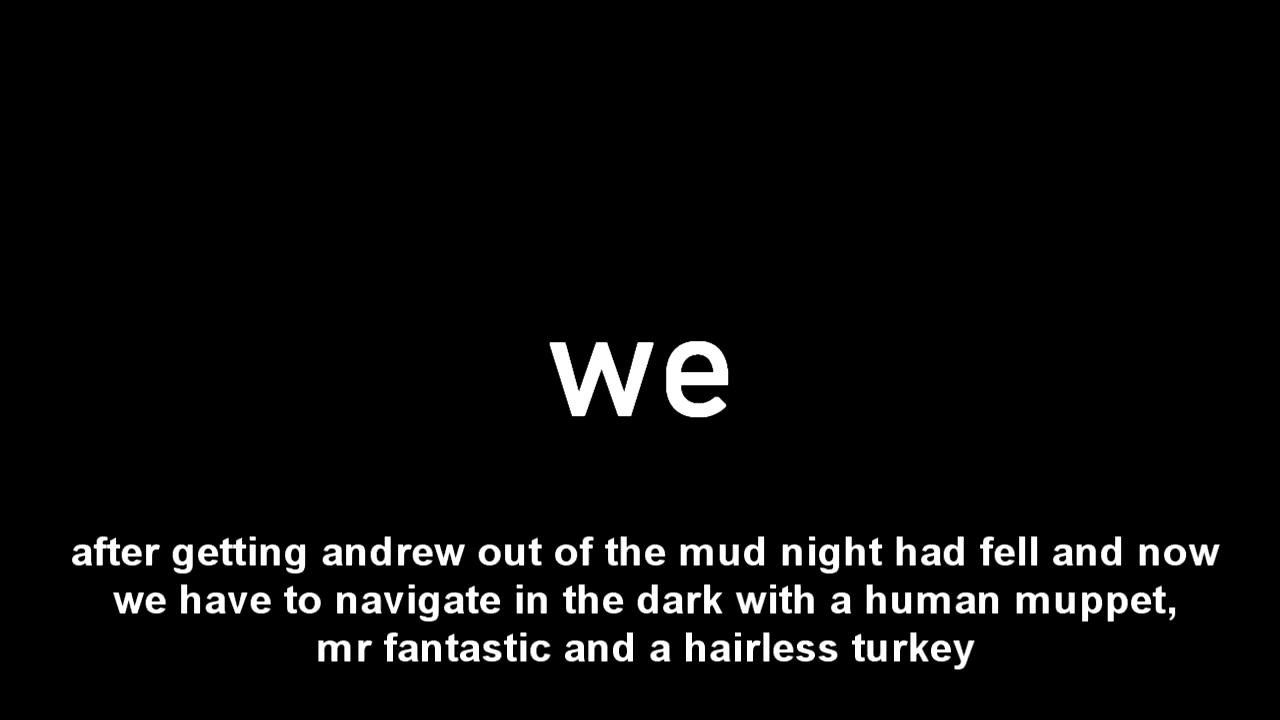 we
after getting andrew out of the mud night had fell and now
we have to navigate in the dark with a human muppet,
mr fantastic and a hairless turkey